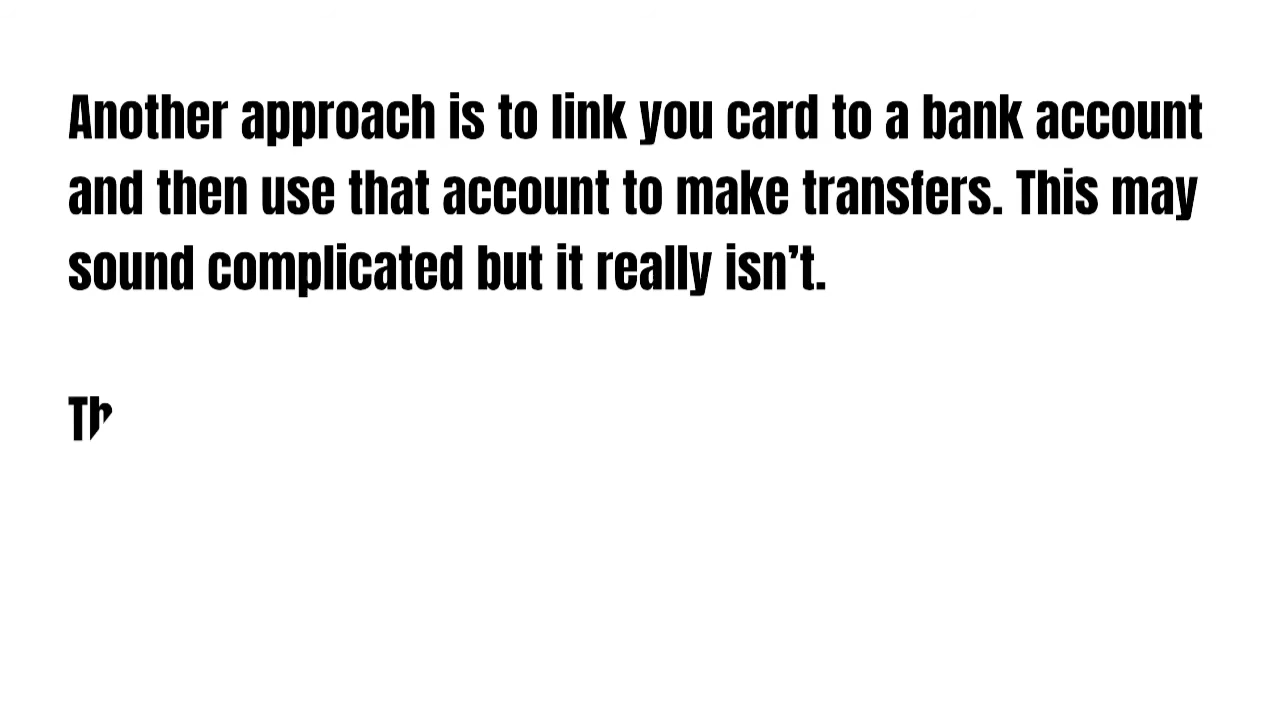 Another approach is to link you card to a bank account
and then use that account to make transfers. This may
sound complicated but it really isn’t.
Th